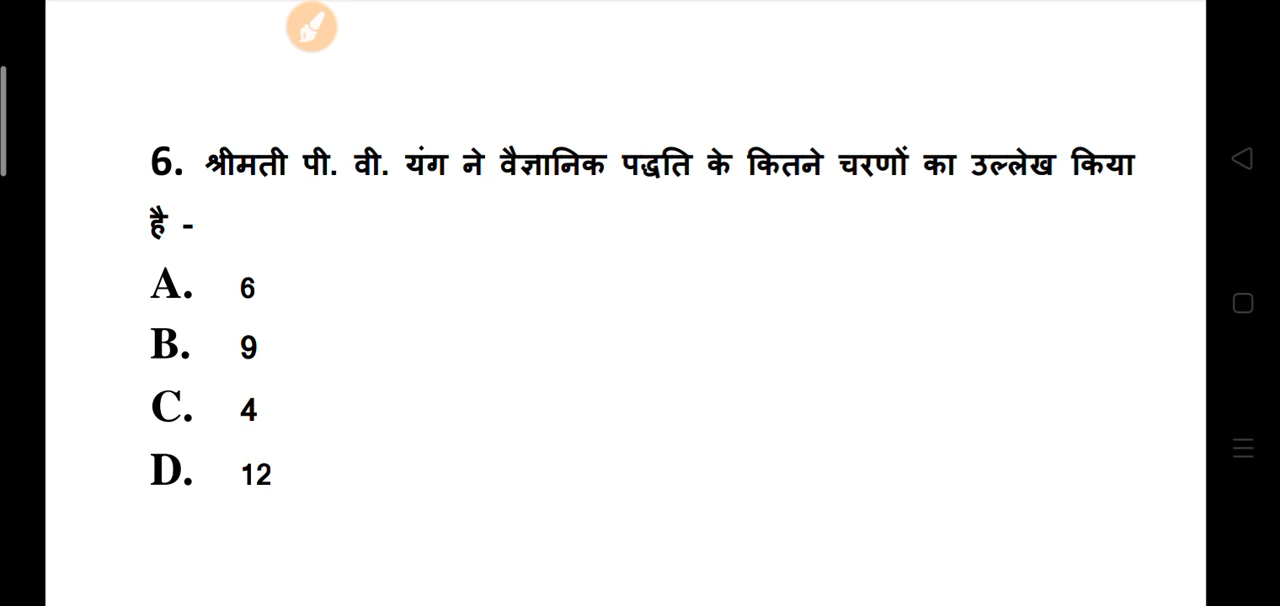 6. श्रीमती पी. वी. यंग ने वैज्ञानिक पद्धति के कितने चरणों का उल्लेख किया
है -
A. 6
B. 9
C. 4
D. 12